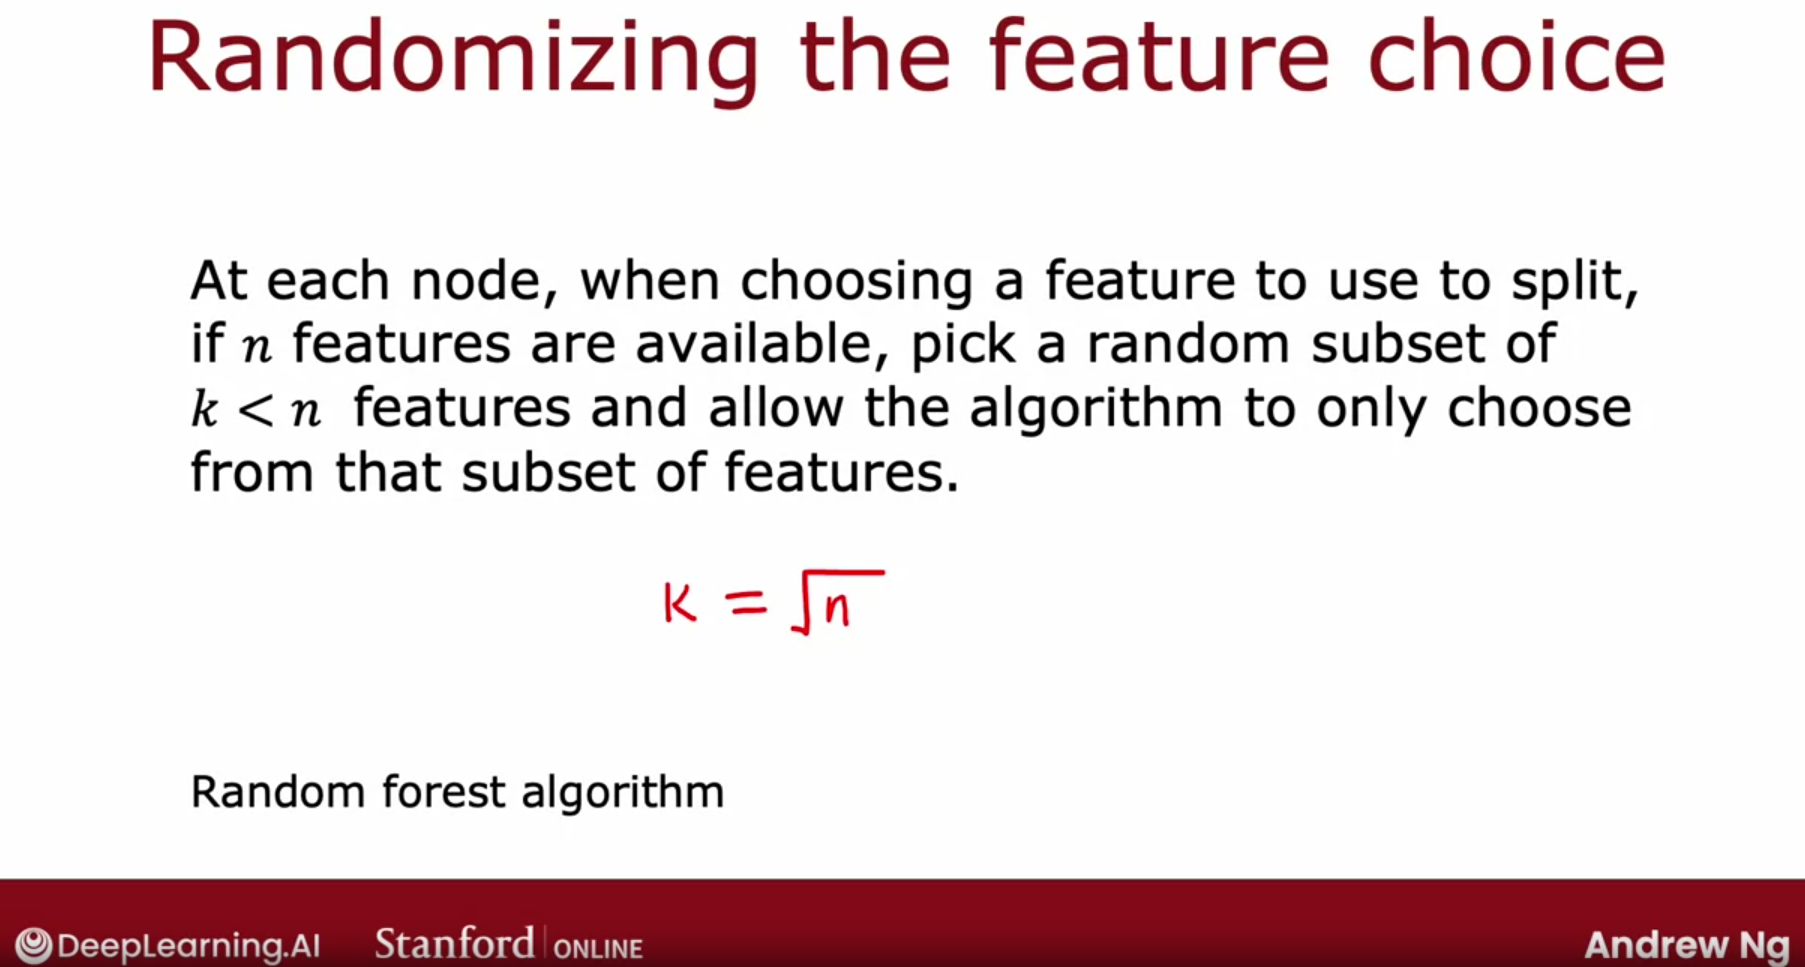 Randomizing the feature choice
At each node, when choosing a feature to use to split,
if n features are available, pick a random subset of
k < n features and allow the algorithm to only choose
from that subset of features.
K = √n
Random forest algorithm
DeepLearning.AI Stanford | ONLINE Andrew Ng